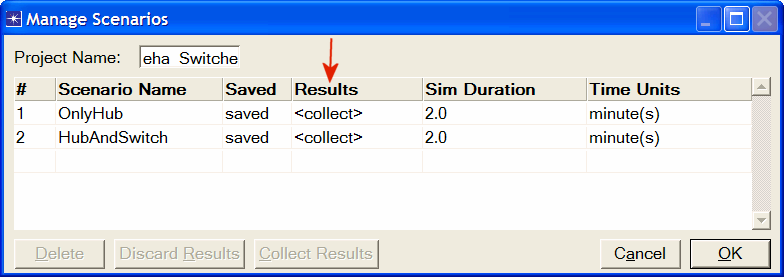 Manage Scenarios
Project Name: eha Switche
# Scenario Name Saved Results Sim Duration Time Units
1 OnlyHub saved <collect> 2.0 minute(s)
2 HubAndSwitch saved <collect> 2.0 minute(s)
Delete Discard Results Collect Results Cancel OK